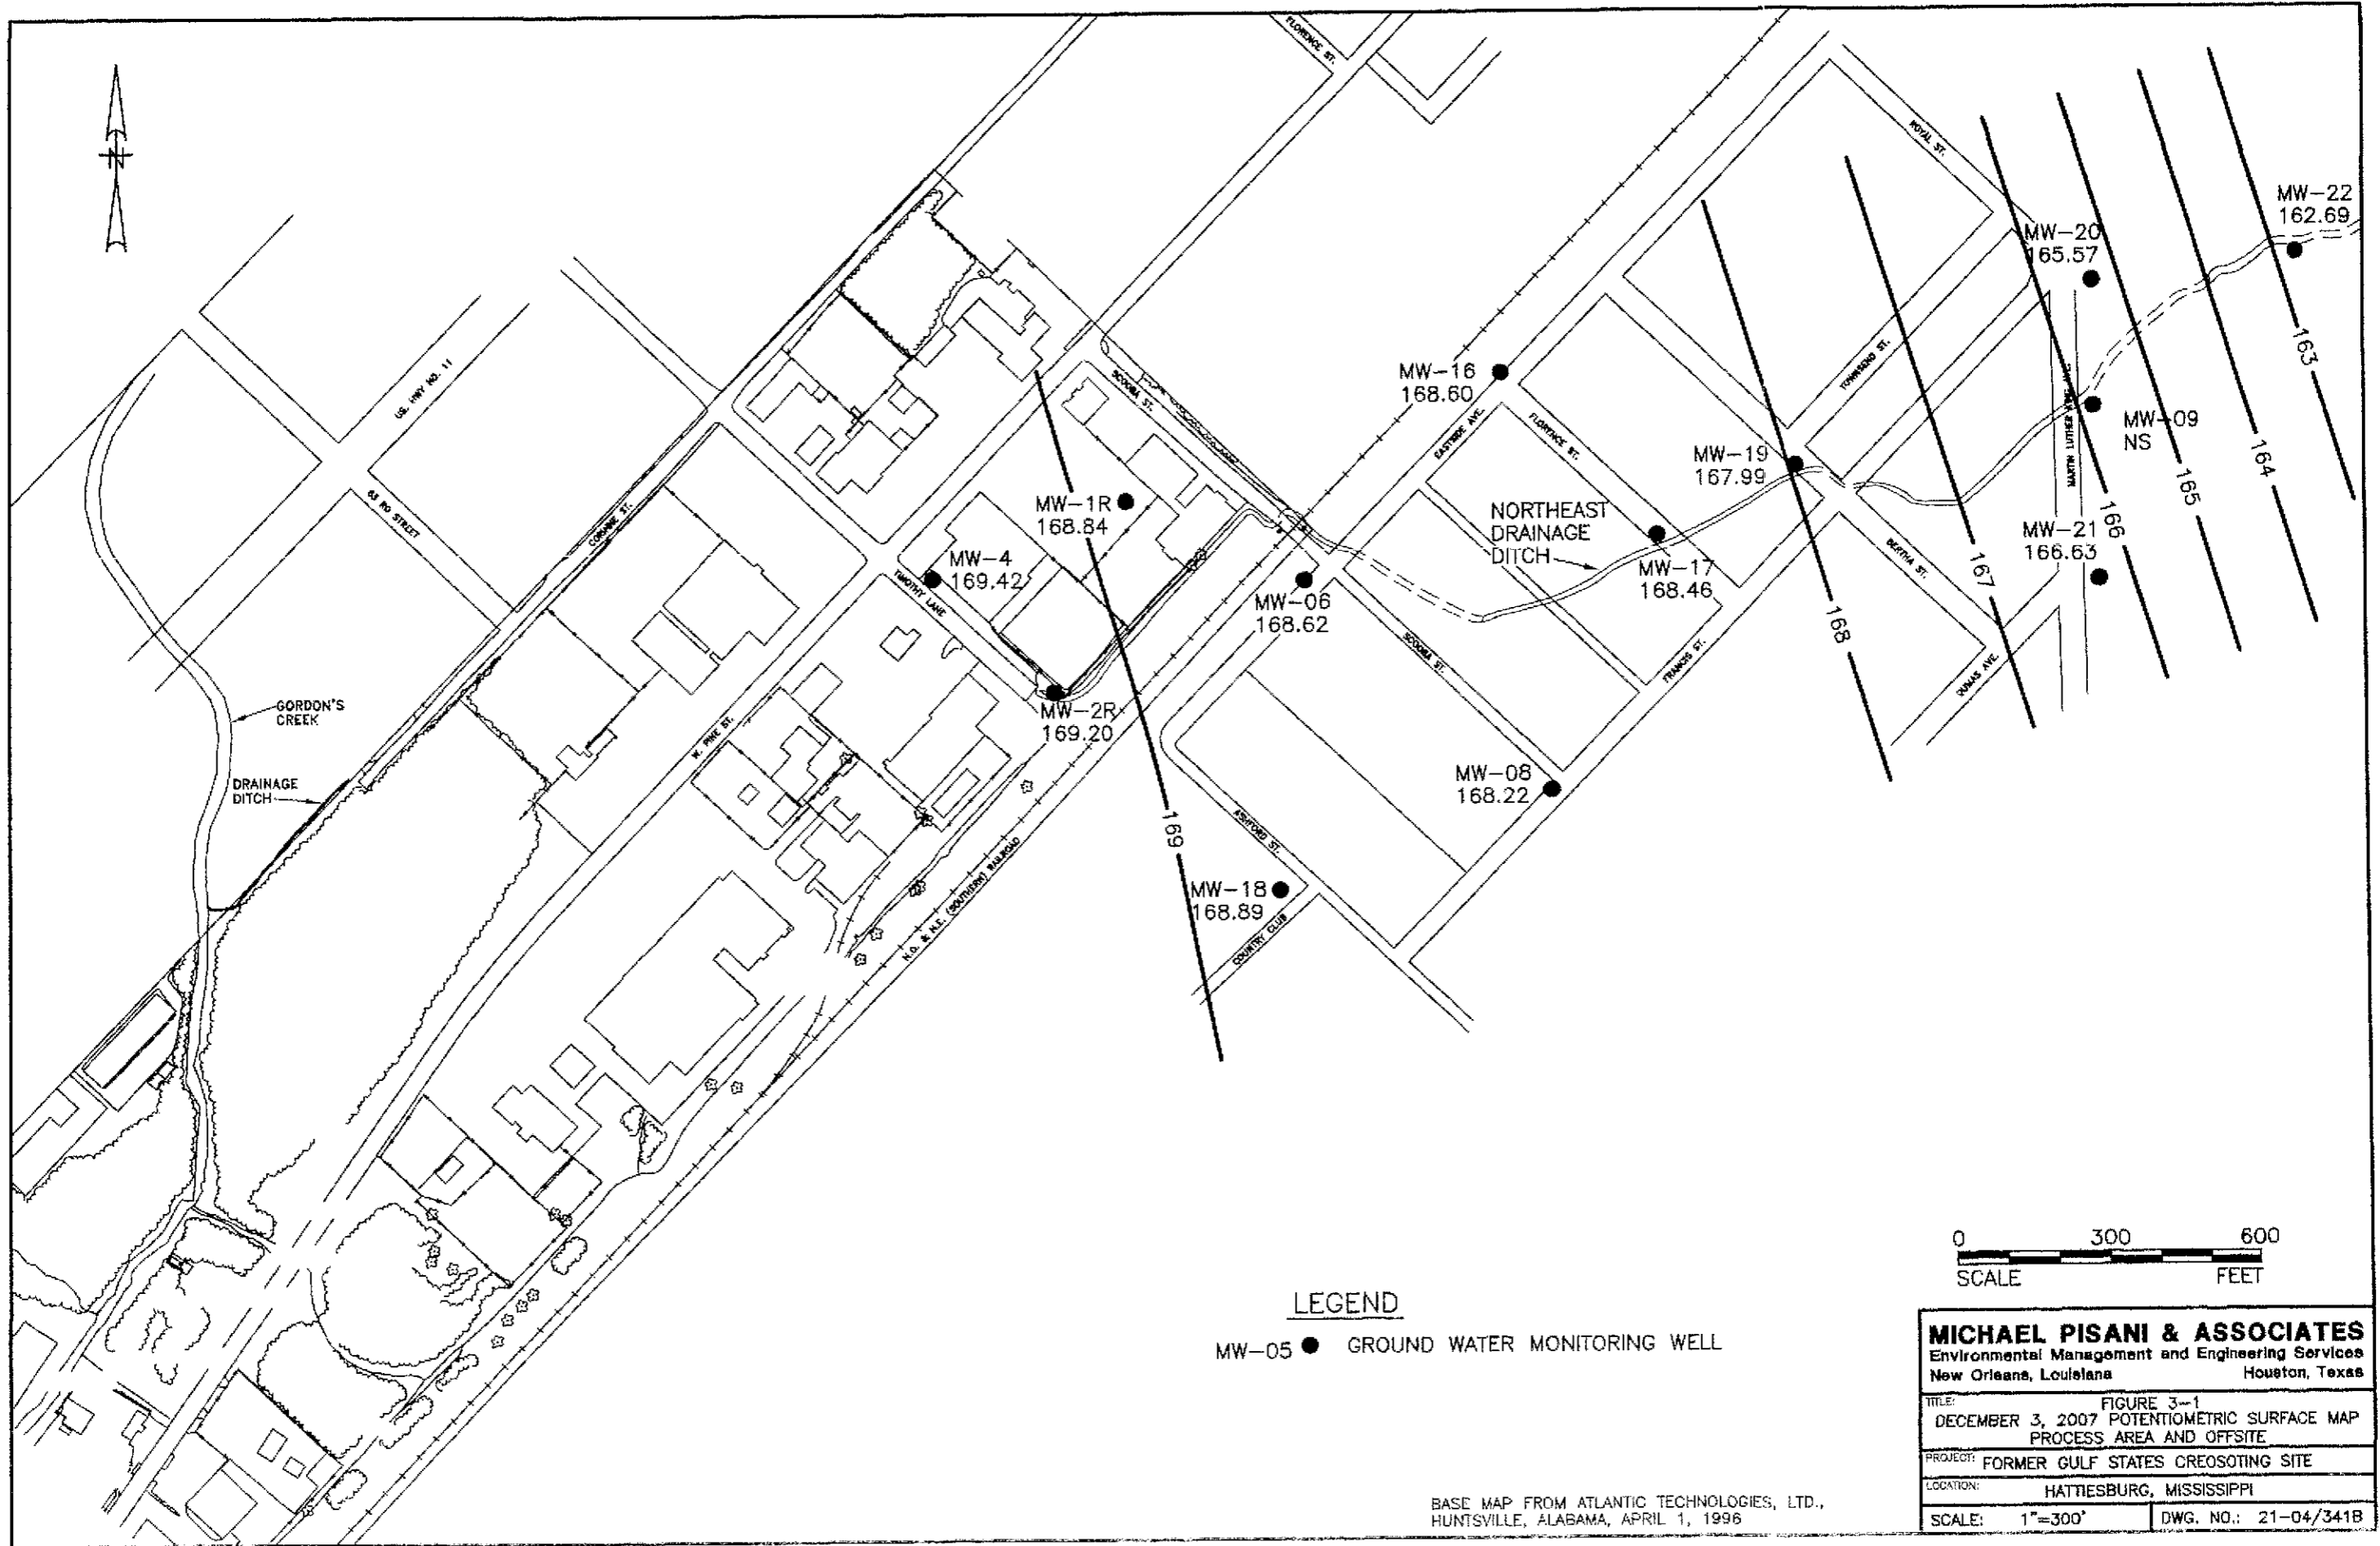 FLORENCE ST.
ROYAL ST.
MW-22
162.69
MW-20
165.57
US. HWY NO. 11
163
SCOOBA ST.
MW-16
168.60
TOWNSEND ST.
EASTSIDE AVE.
FLORENCE ST.
MW-09
NS
MW-19
167.99
164
165
166
63 RD STREET
CORINNE ST.
MW-1R
168.84
NORTHEAST
DRAINAGE
DITCH
MW-21
166.63
BERTHA ST.
167
MW-4
169.42
TIMOTHY LANE
MW-17
168.46
MW-06
168.62
168
SCOOBA ST.
FRANCIS ST.
DUMAS AVE.
GORDON'S
CREEK
MW-2R
169.20
W. PINE ST.
DRAINAGE
DITCH
MW-08
168.22
169
ASHFORD ST.
N.O. & N.E. (SOUTHERN) RAILROAD
MW-18
168.89
COUNTRY CLUB
N
0 300 600
SCALE FEET
LEGEND
MW-05 GROUND WATER MONITORING WELL
BASE MAP FROM ATLANTIC TECHNOLOGIES, LTD.,
HUNTSVILLE, ALABAMA, APRIL 1, 1996
MICHAEL PISANI & ASSOCIATES
Environmental Management and Engineering Services
New Orleans, Louisiana Houston, Texas
TITLE: FIGURE 3-1
DECEMBER 3, 2007 POTENTIOMETRIC SURFACE MAP
PROCESS AREA AND OFFSITE
PROJECT: FORMER GULF STATES CREOSOTING SITE
LOCATION: HATTIESBURG, MISSISSIPPI
SCALE: 1"=300' DWG. NO.: 21-04/341B